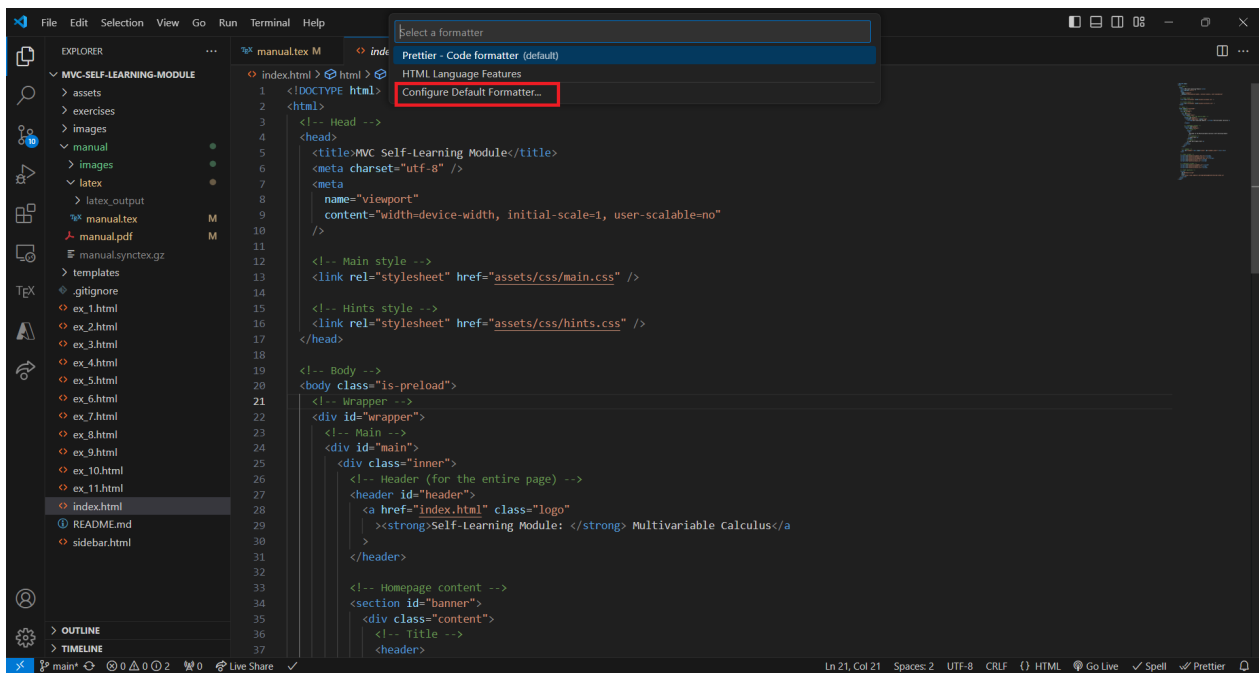 File Edit Selection View Go Run Terminal Help
Select a formatter
Prettier - Code formatter (default)
HTML Language Features
Configure Default Formatter...
EXPLORER ...
MVC-SELF-LEARNING-MODULE
assets
exercises
images
manual
images
latex
latex_output
manual.tex M
manual.pdf M
manual.synctex.gz
templates
.gitignore
ex_1.html
ex_2.html
ex_3.html
ex_4.html
ex_5.html
ex_6.html
ex_7.html
ex_8.html
ex_9.html
ex_10.html
ex_11.html
index.html
README.md
sidebar.html
OUTLINE
TIMELINE
10
TEX
TEX manual.tex M <> inde
<> index.html > html >
1 <!DOCTYPE html>
2 <html>
3 <!-- Head -->
4 <head>
5 <title>MVC Self-Learning Module</title>
6 <meta charset="utf-8" />
7 <meta
8 name="viewport"
9 content="width=device-width, initial-scale=1, user-scalable=no"
10 />
11
12 <!-- Main style -->
13 <link rel="stylesheet" href="assets/css/main.css" />
14
15 <!-- Hints style -->
16 <link rel="stylesheet" href="assets/css/hints.css" />
17 </head>
18
19 <!-- Body -->
20 <body class="is-preload">
21 <!-- Wrapper -->
22 <div id="wrapper">
23 <!-- Main -->
24 <div id="main">
25 <div class="inner">
26 <!-- Header (for the entire page) -->
27 <header id="header">
28 <a href="index.html" class="logo"
29 ><strong>Self-Learning Module: </strong> Multivariable Calculus</a
30 >
31 </header>
32
33 <!-- Homepage content -->
34 <section id="banner">
35 <div class="content">
36 <!-- Title -->
37 <header>
main* 0 0 2 0 Live Share Ln 21, Col 21 Spaces: 2 UTF-8 CRLF {} HTML Go Live Spell Prettier